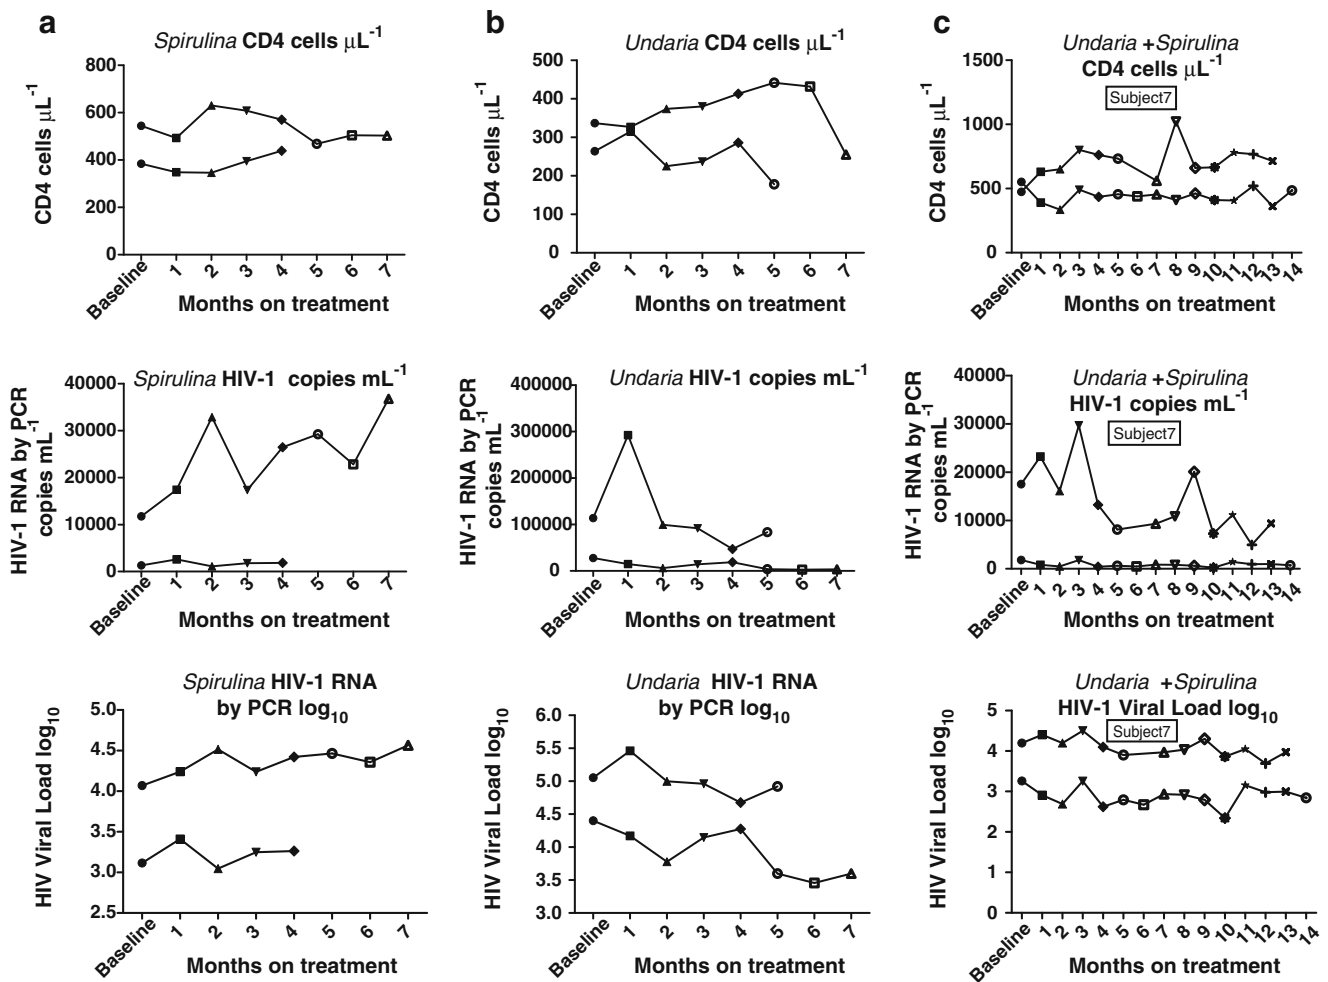 a
Spirulina CD4 cells μL⁻¹
CD4 cells μL⁻¹
800
600
400
200
0
Baseline 1 2 3 4 5 6 7
Months on treatment
b
Undaria CD4 cells μL⁻¹
CD4 cells μL⁻¹
500
400
300
200
100
0
Baseline 1 2 3 4 5 6 7
Months on treatment
c
Undaria +Spirulina
CD4 cells μL⁻¹
Subject7
CD4 cells μL⁻¹
1500
1000
500
0
Baseline 1 2 3 4 5 6 7 8 9 10 11 12 13 14
Months on treatment
Spirulina HIV-1 copies mL⁻¹
HIV-1 RNA by PCR
copies mL⁻¹
40000
30000
20000
10000
0
Baseline 1 2 3 4 5 6 7
Months on treatment
Undaria HIV-1 copies mL⁻¹
HIV-1 RNA by PCR
copies mL⁻¹
400000
300000
200000
100000
0
Baseline 1 2 3 4 5 6 7
Months on treatment
Undaria +Spirulina
HIV-1 copies mL⁻¹
Subject7
HIV-1 RNA by PCR
copies mL⁻¹
40000
30000
20000
10000
0
Baseline 1 2 3 4 5 6 7 8 9 10 11 12 13 14
Months on treatment
Spirulina HIV-1 RNA
by PCR log₁₀
HIV Viral Load log₁₀
5.0
4.5
4.0
3.5
3.0
2.5
Baseline 1 2 3 4 5 6 7
Months on treatment
Undaria HIV-1 RNA
by PCR log₁₀
HIV Viral Load log₁₀
6.0
5.5
5.0
4.5
4.0
3.5
3.0
Baseline 1 2 3 4 5 6 7
Months on treatment
Undaria +Spirulina
HIV-1 Viral Load log₁₀
Subject7
HIV Viral Load log₁₀
5
4
3
2
1
0
Baseline 1 2 3 4 5 6 7 8 9 10 11 12 13 14
Months on treatment